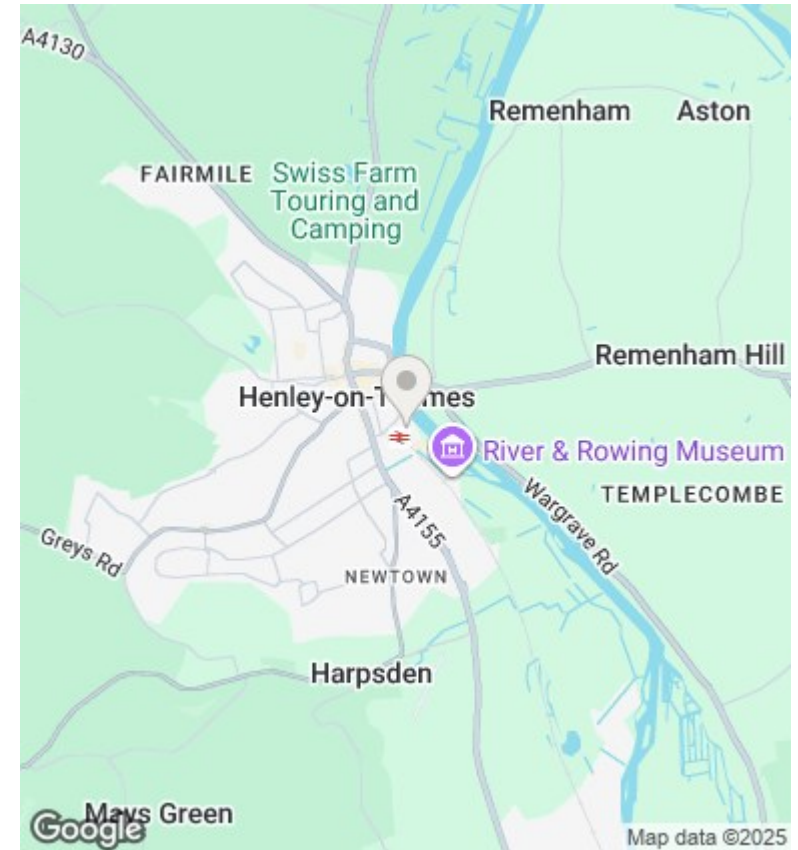 A4130
Remenham
Aston
FAIRMILE
Swiss Farm
Touring and
Camping
Remenham Hill
Henley-on-T mes
River & Rowing Museum
TEMPLECOMBE
Wargrave Rd
A4155
Greys Rd
NEWTOWN
Harpsden
Mays Green
Google
Map data ©2025